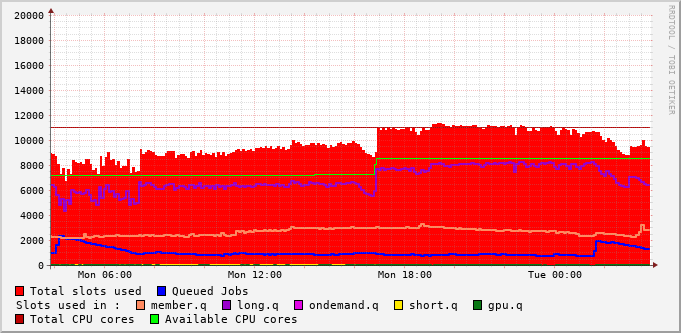 RRDTOOL / TOBI OETIKER
20000
18000
16000
14000
12000
10000
8000
6000
4000
2000
0
Mon 06:00 Mon 12:00 Mon 18:00 Tue 00:00
Total slots used Queued Jobs
Slots used in : member.q long.q ondemand.q short.q gpu.q
Total CPU cores Available CPU cores